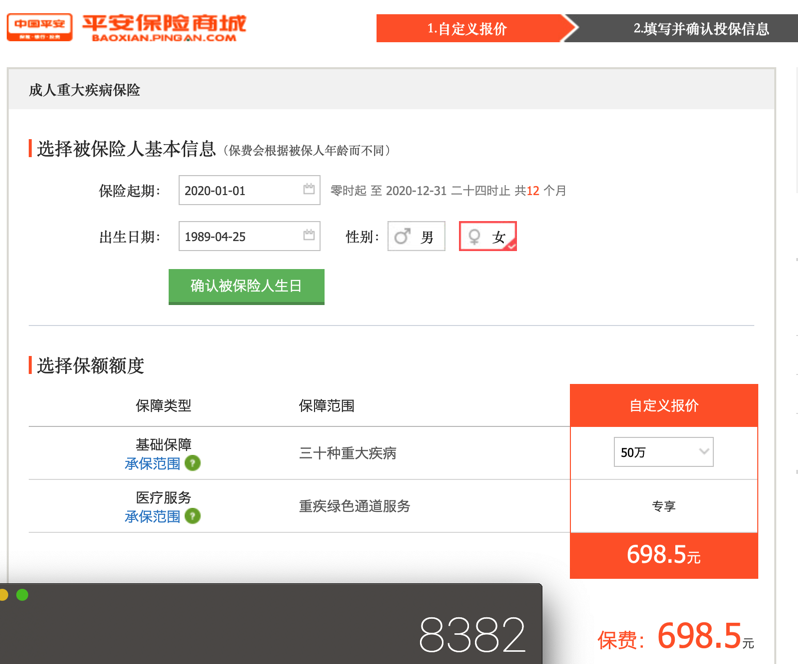 中国平安
保险·银行·投资
平安保险商城
BAOXIAN.PINGAN.COM
1.自定义报价
2.填写并确认投保信息
成人重大疾病保险
选择被保险人基本信息（保费会根据被保人年龄而不同）
保险起期： 2020-01-01 零时起 至 2020-12-31 二十四时止 共12 个月
出生日期： 1989-04-25 性别： 男 女
确认被保险人生日
选择保额额度
保障类型 保障范围 自定义报价
基础保障
承保范围 ? 三十种重大疾病 50万
医疗服务
承保范围 ? 重疾绿色通道服务 专享
698.5元
8382
保费：698.5元